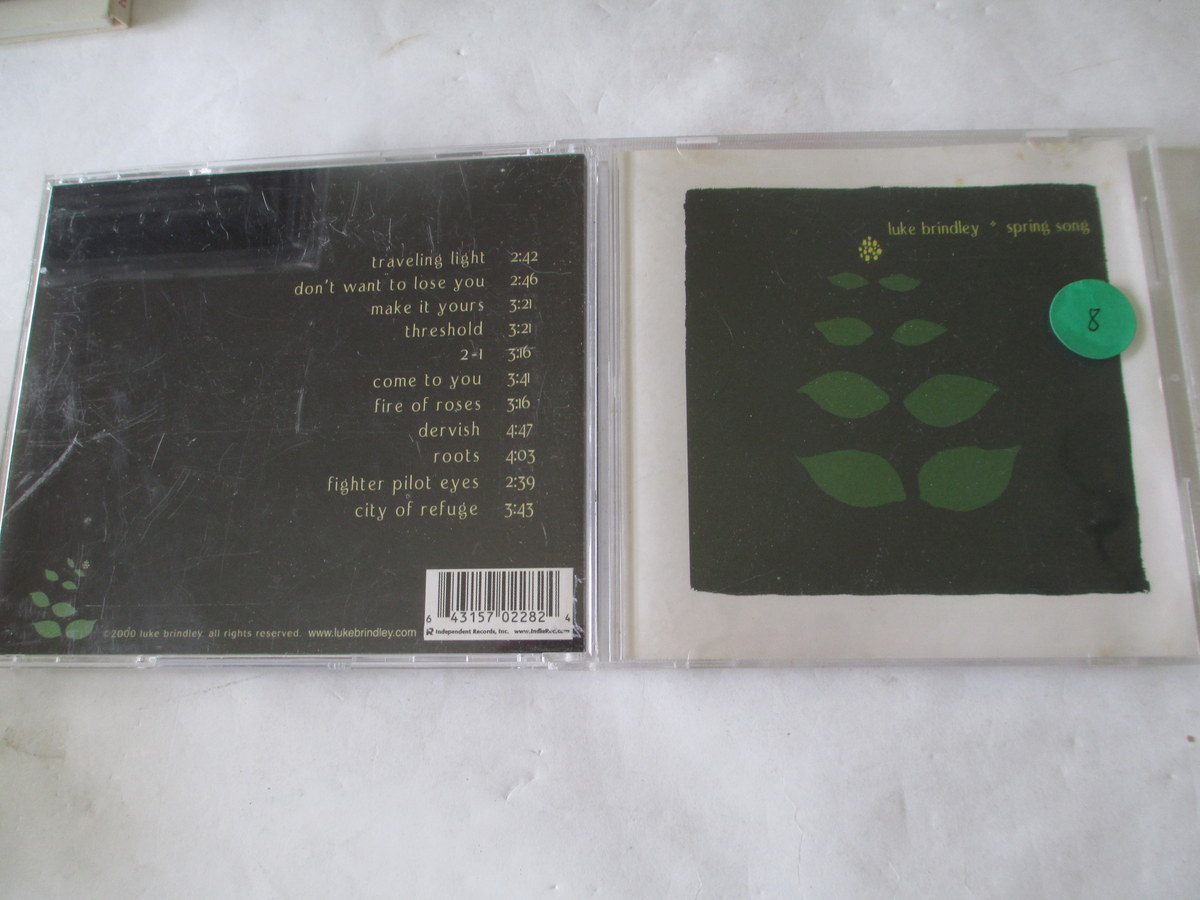 traveling light 2:42
don't want to lose you 2:46
make it yours 3:21
threshold 3:21
2-1 3:16
come to you 3:41
fire of roses 3:16
dervish 4:47
roots 4:03
fighter pilot eyes 2:39
city of refuge 3:43
6 43157 02282 4
Independent Records, Inc.
©2000 luke brindley all rights reserved. www.lukebrindley.com
luke brindley * spring song
8